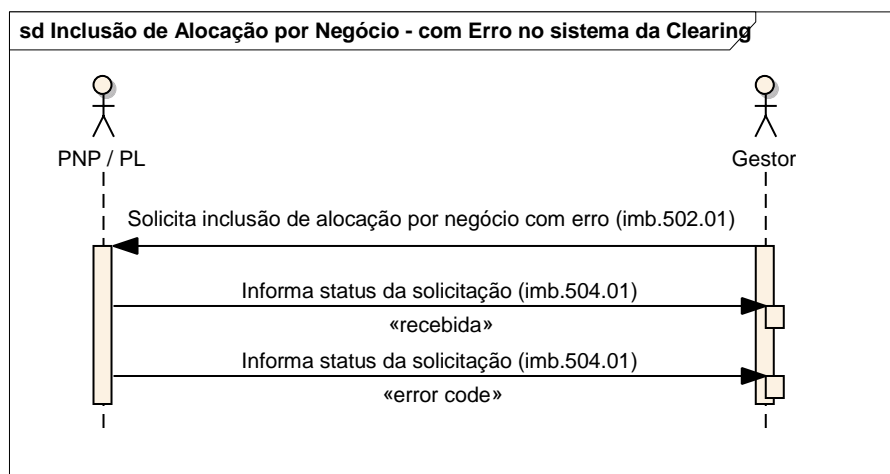 sd Inclusão de Alocação por Negócio - com Erro no sistema da Clearing
PNP / PL
Gestor
Solicita inclusão de alocação por negócio com erro (imb.502.01)
Informa status da solicitação (imb.504.01)
«recebida»
Informa status da solicitação (imb.504.01)
«error code»